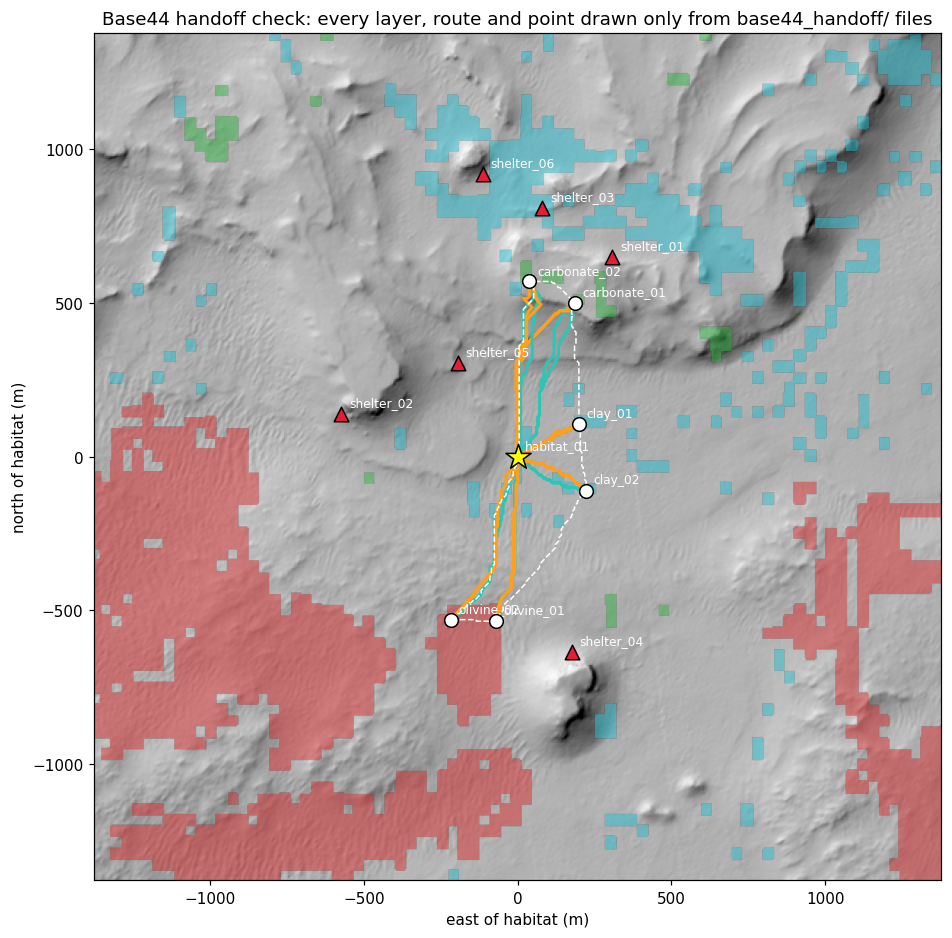 Base44 handoff check: every layer, route and point drawn only from base44_handoff/ files
north of habitat (m)
1000
500
0
−500
−1000
shelter_06
shelter_03
shelter_01
carbonate_02
carbonate_01
shelter_05
shelter_02
clay_01
habitat_01
clay_02
olivine_02
olivine_01
shelter_04
−1000
−500
0
500
1000
east of habitat (m)